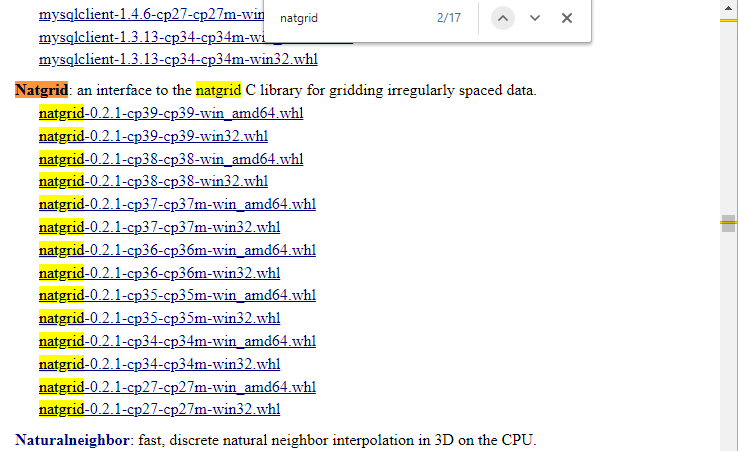 mysqlclient-1.4.6-cp27-cp27m-win
natgrid 2/17
mysqlclient-1.3.13-cp34-cp34m-win
mysqlclient-1.3.13-cp34-cp34m-win32.whl
Natgrid: an interface to the natgrid C library for gridding irregularly spaced data.
natgrid-0.2.1-cp39-cp39-win_amd64.whl
natgrid-0.2.1-cp39-cp39-win32.whl
natgrid-0.2.1-cp38-cp38-win_amd64.whl
natgrid-0.2.1-cp38-cp38-win32.whl
natgrid-0.2.1-cp37-cp37m-win_amd64.whl
natgrid-0.2.1-cp37-cp37m-win32.whl
natgrid-0.2.1-cp36-cp36m-win_amd64.whl
natgrid-0.2.1-cp36-cp36m-win32.whl
natgrid-0.2.1-cp35-cp35m-win_amd64.whl
natgrid-0.2.1-cp35-cp35m-win32.whl
natgrid-0.2.1-cp34-cp34m-win_amd64.whl
natgrid-0.2.1-cp34-cp34m-win32.whl
natgrid-0.2.1-cp27-cp27m-win_amd64.whl
natgrid-0.2.1-cp27-cp27m-win32.whl
Naturalneighbor: fast, discrete natural neighbor interpolation in 3D on the CPU.